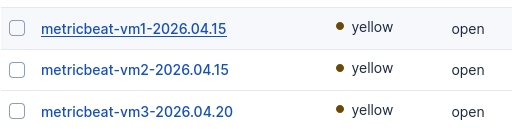 metricbeat-vm1-2026.04.15 yellow open
metricbeat-vm2-2026.04.15 yellow open
metricbeat-vm3-2026.04.20 yellow open